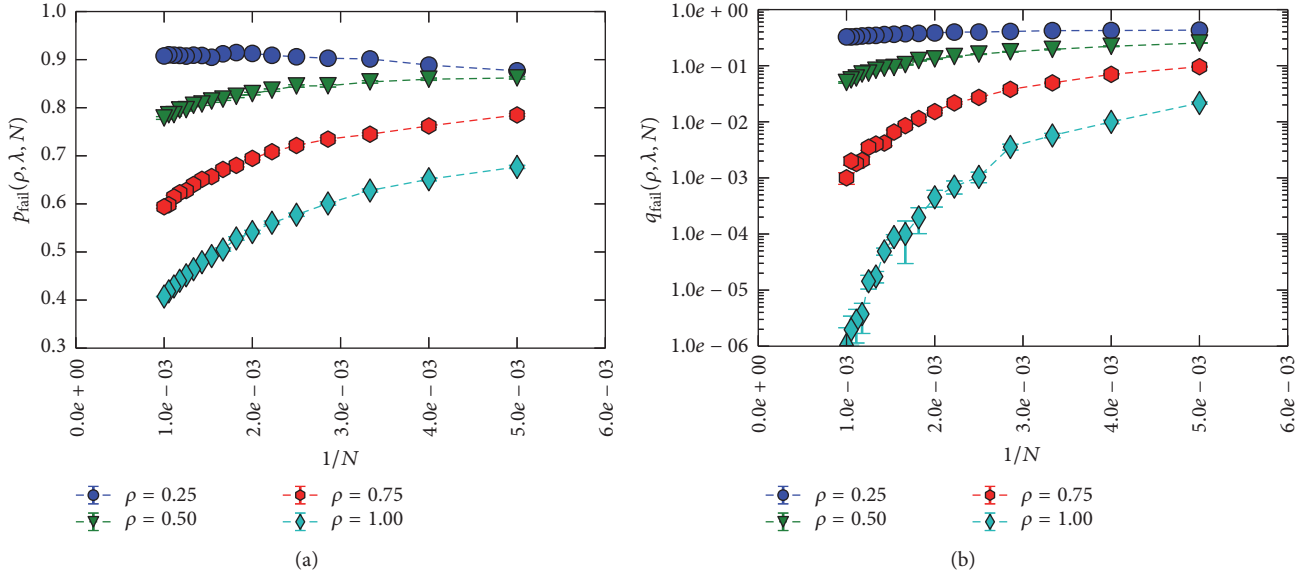 1.0
0.9
0.8
0.7
0.6
0.5
0.4
0.3
p_fail(ρ, λ, N)
0.0e + 00
1.0e − 03
2.0e − 03
3.0e − 03
4.0e − 03
5.0e − 03
6.0e − 03
1/N
ρ = 0.25
ρ = 0.75
ρ = 0.50
ρ = 1.00
(a)
1.0e + 00
1.0e − 01
1.0e − 02
1.0e − 03
1.0e − 04
1.0e − 05
1.0e − 06
q_fail(ρ, λ, N)
0.0e + 00
1.0e − 03
2.0e − 03
3.0e − 03
4.0e − 03
5.0e − 03
6.0e − 03
1/N
ρ = 0.25
ρ = 0.75
ρ = 0.50
ρ = 1.00
(b)